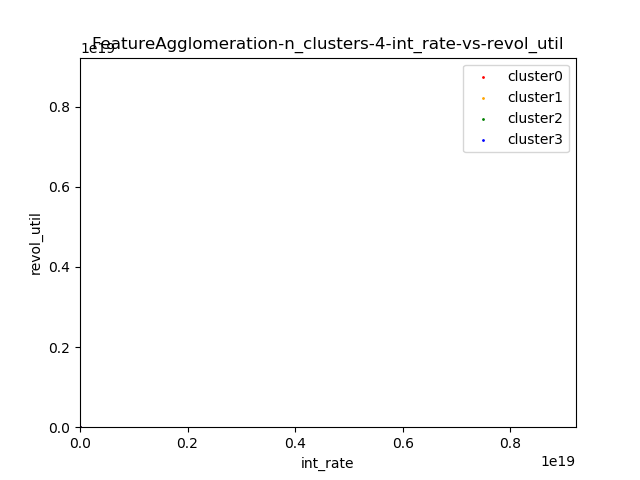 FeatureAgglomeration-n_clusters-4-int_rate-vs-revol_util
1e19
cluster0
cluster1
cluster2
cluster3
0.8
0.6
0.4
0.2
0.0
revol_util
0.0 0.2 0.4 0.6 0.8
int_rate
1e19